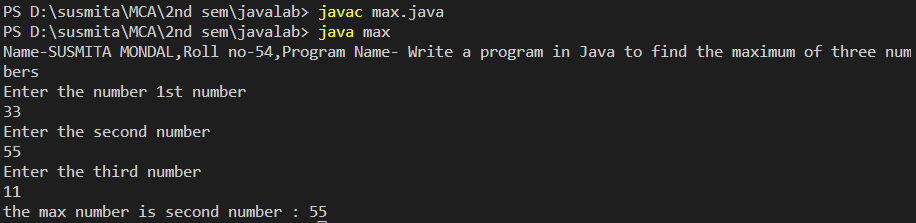 PS D:\susmita\MCA\2nd sem\javalab> javac max.java
PS D:\susmita\MCA\2nd sem\javalab> java max
Name-SUSMITA MONDAL,Roll no-54,Program Name- Write a program in Java to find the maximum of three num
bers
Enter the number 1st number
33
Enter the second number
55
Enter the third number
11
the max number is second number : 55